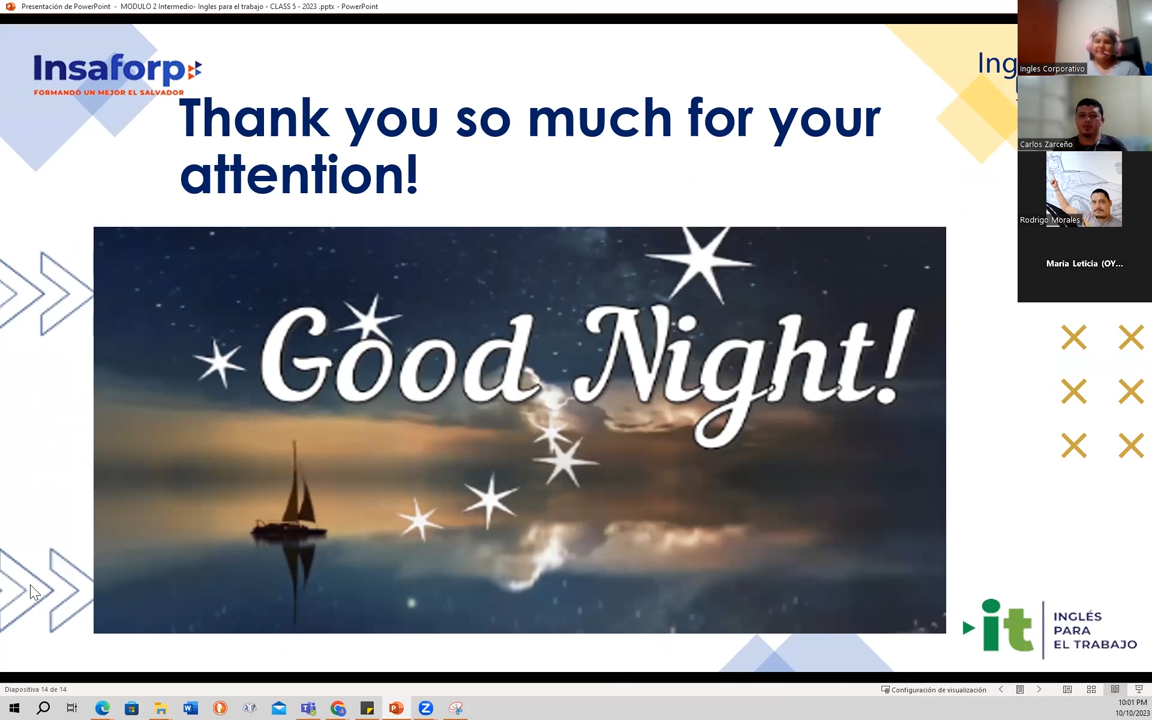 Presentación de PowerPoint - MODULO 2 Intermedio- Ingles para el trabajo - CLASS 5 - 2023 .pptx - PowerPoint
Insaforp
FORMANDO UN MEJOR EL SALVADOR
Ing
Thank you so much for your
attention!
Good Night!
Ingles Corporativo
Carlos Zarceño
Rodrigo Morales
María Leticia (OY...
it
INGLÉS
PARA
EL TRABAJO
Diapositiva 14 de 14
Configuración de visualización
10:01 PM
10/10/2023